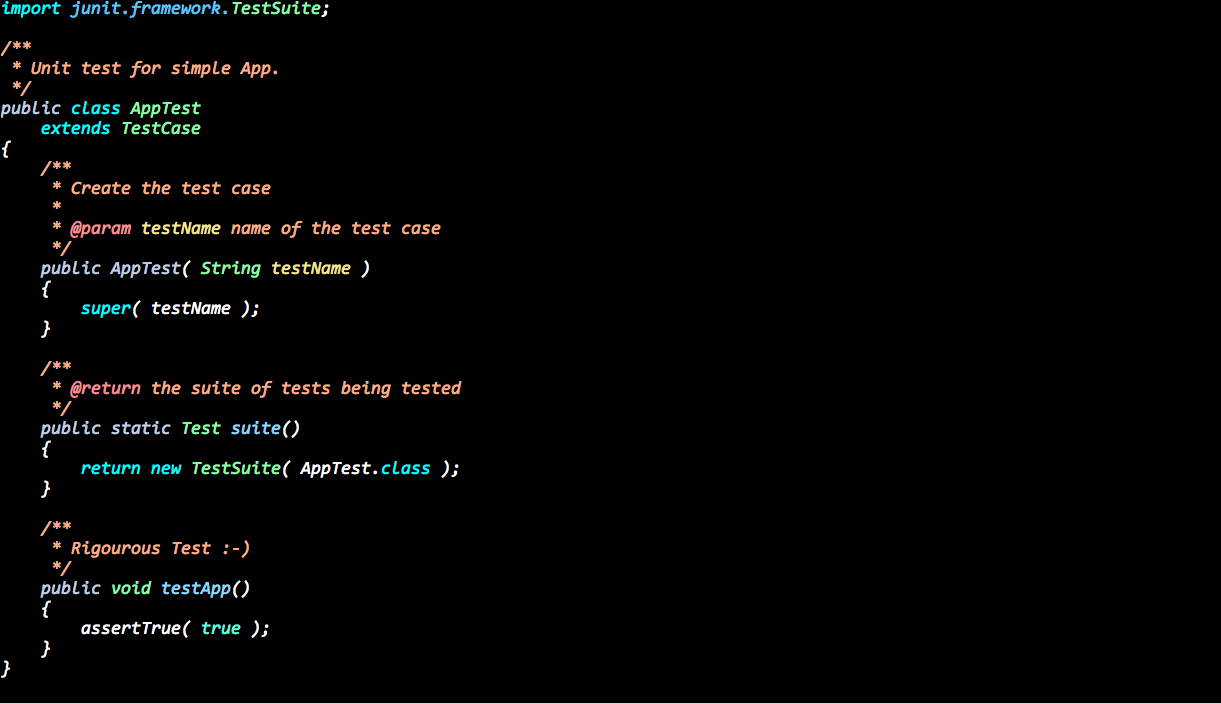 import junit.framework.TestSuite;
/**
 * Unit test for simple App.
 */
public class AppTest
    extends TestCase
{
    /**
     * Create the test case
     *
     * @param testName name of the test case
     */
    public AppTest( String testName )
    {
        super( testName );
    }
    /**
     * @return the suite of tests being tested
     */
    public static Test suite()
    {
        return new TestSuite( AppTest.class );
    }
    /**
     * Rigourous Test :-)
     */
    public void testApp()
    {
        assertTrue( true );
    }
}